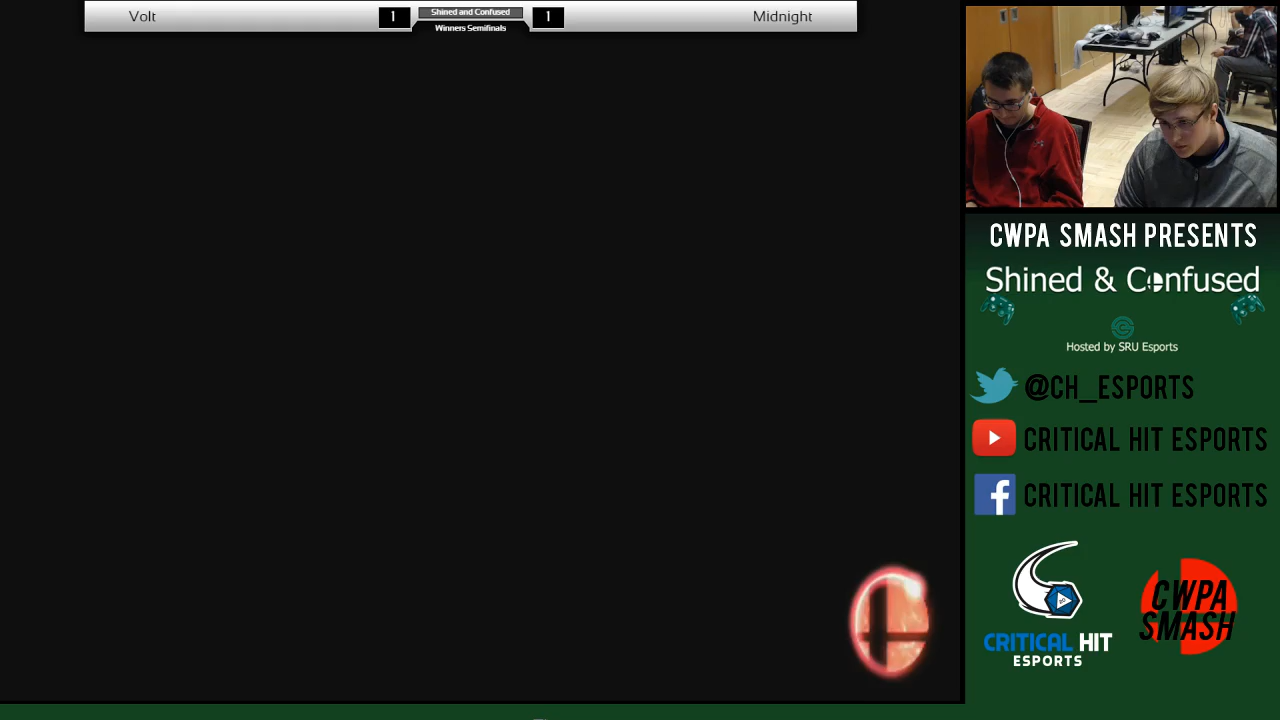 Volt
1
Shined and Confused
Winners Semifinals
1
Midnight
CWPA SMASH PRESENTS
Shined & Confused
Hosted by SRU Esports
@CH_ESPORTS
CRITICAL HIT ESPORTS
CRITICAL HIT ESPORTS
CRITICAL HIT
ESPORTS
CWPA
SMASH